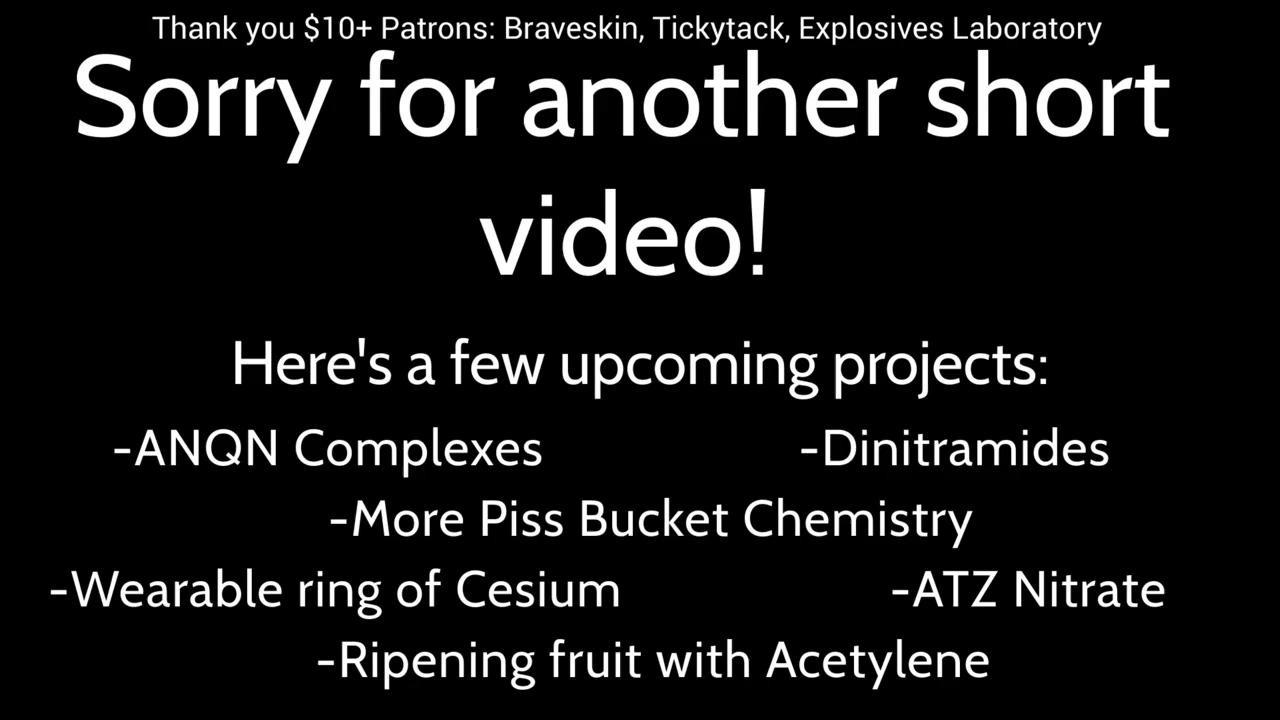 Thank you $10+ Patrons: Braveskin, Tickytack, Explosives Laboratory
Sorry for another short
video!
Here's a few upcoming projects:
-ANQN Complexes
-Dinitramides
-More Piss Bucket Chemistry
-Wearable ring of Cesium
-ATZ Nitrate
-Ripening fruit with Acetylene